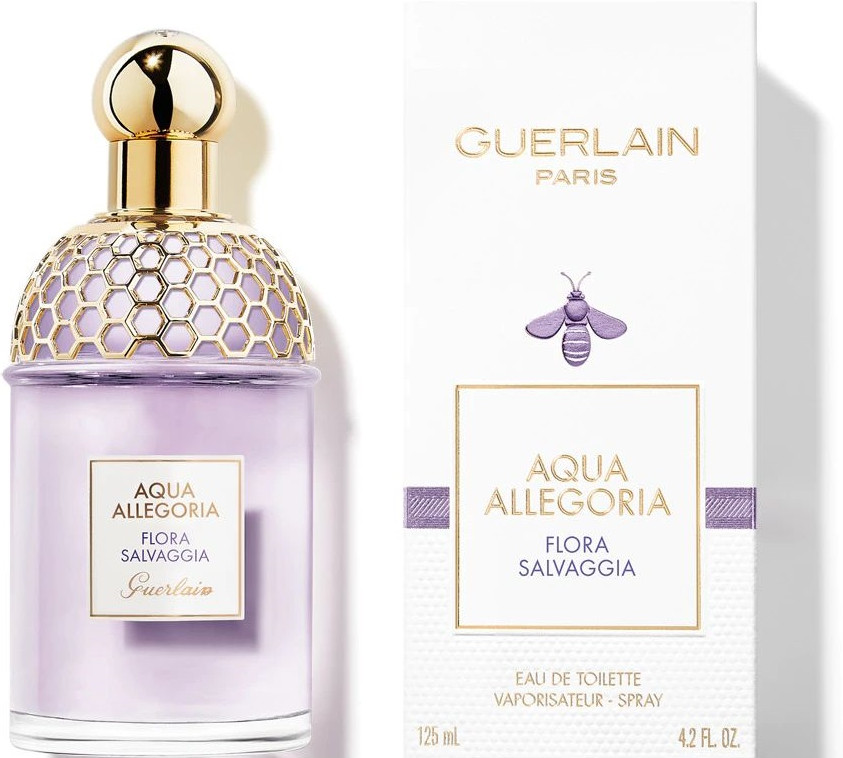 AQUA
ALLEGORIA
FLORA
SALVAGGIA
Guerlain
GUERLAIN
PARIS
AQUA
ALLEGORIA
FLORA
SALVAGGIA
EAU DE TOILETTE
VAPORISATEUR - SPRAY
125 mL
4.2 FL. OZ.